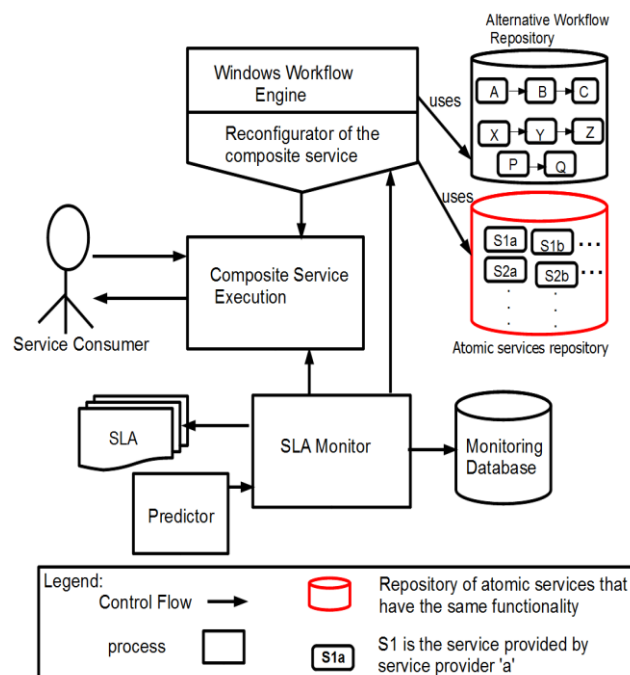 Alternative Workflow
Repository
A
B
C
X
Y
Z
P
Q
Windows Workflow
Engine
Reconfigurator of the
composite service
uses
uses
S1a
S1b
...
S2a
S2b
...
Atomic services repository
Composite Service
Execution
Service Consumer
SLA
SLA Monitor
Monitoring
Database
Predictor
Legend:
Control Flow
Repository of atomic services that
have the same functionality
process
S1a
S1 is the service provided by
service provider 'a'